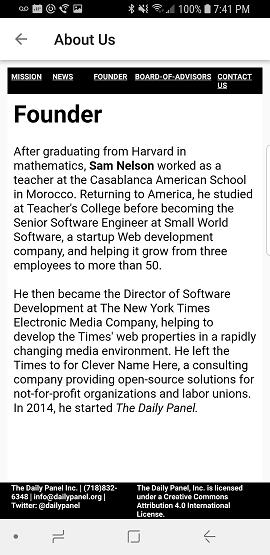 100% 7:41 PM
About Us
MISSION NEWS FOUNDER BOARD-OF-ADVISORS CONTACT
US
Founder
After graduating from Harvard in
mathematics, Sam Nelson worked as a
teacher at the Casablanca American School
in Morocco. Returning to America, he studied
at Teacher's College before becoming the
Senior Software Engineer at Small World
Software, a startup Web development
company, and helping it grow from three
employees to more than 50.
He then became the Director of Software
Development at The New York Times
Electronic Media Company, helping to
develop the Times' web properties in a rapidly
changing media environment. He left the
Times to for Clever Name Here, a consulting
company providing open-source solutions for
not-for-profit organizations and labor unions.
In 2014, he started The Daily Panel.
The Daily Panel Inc. | (718)832-
6348 | info@dailypanel.org |
Twitter: @dailypanel
The Daily Panel, Inc. is licensed
under a Creative Commons
Attribution 4.0 International
License.